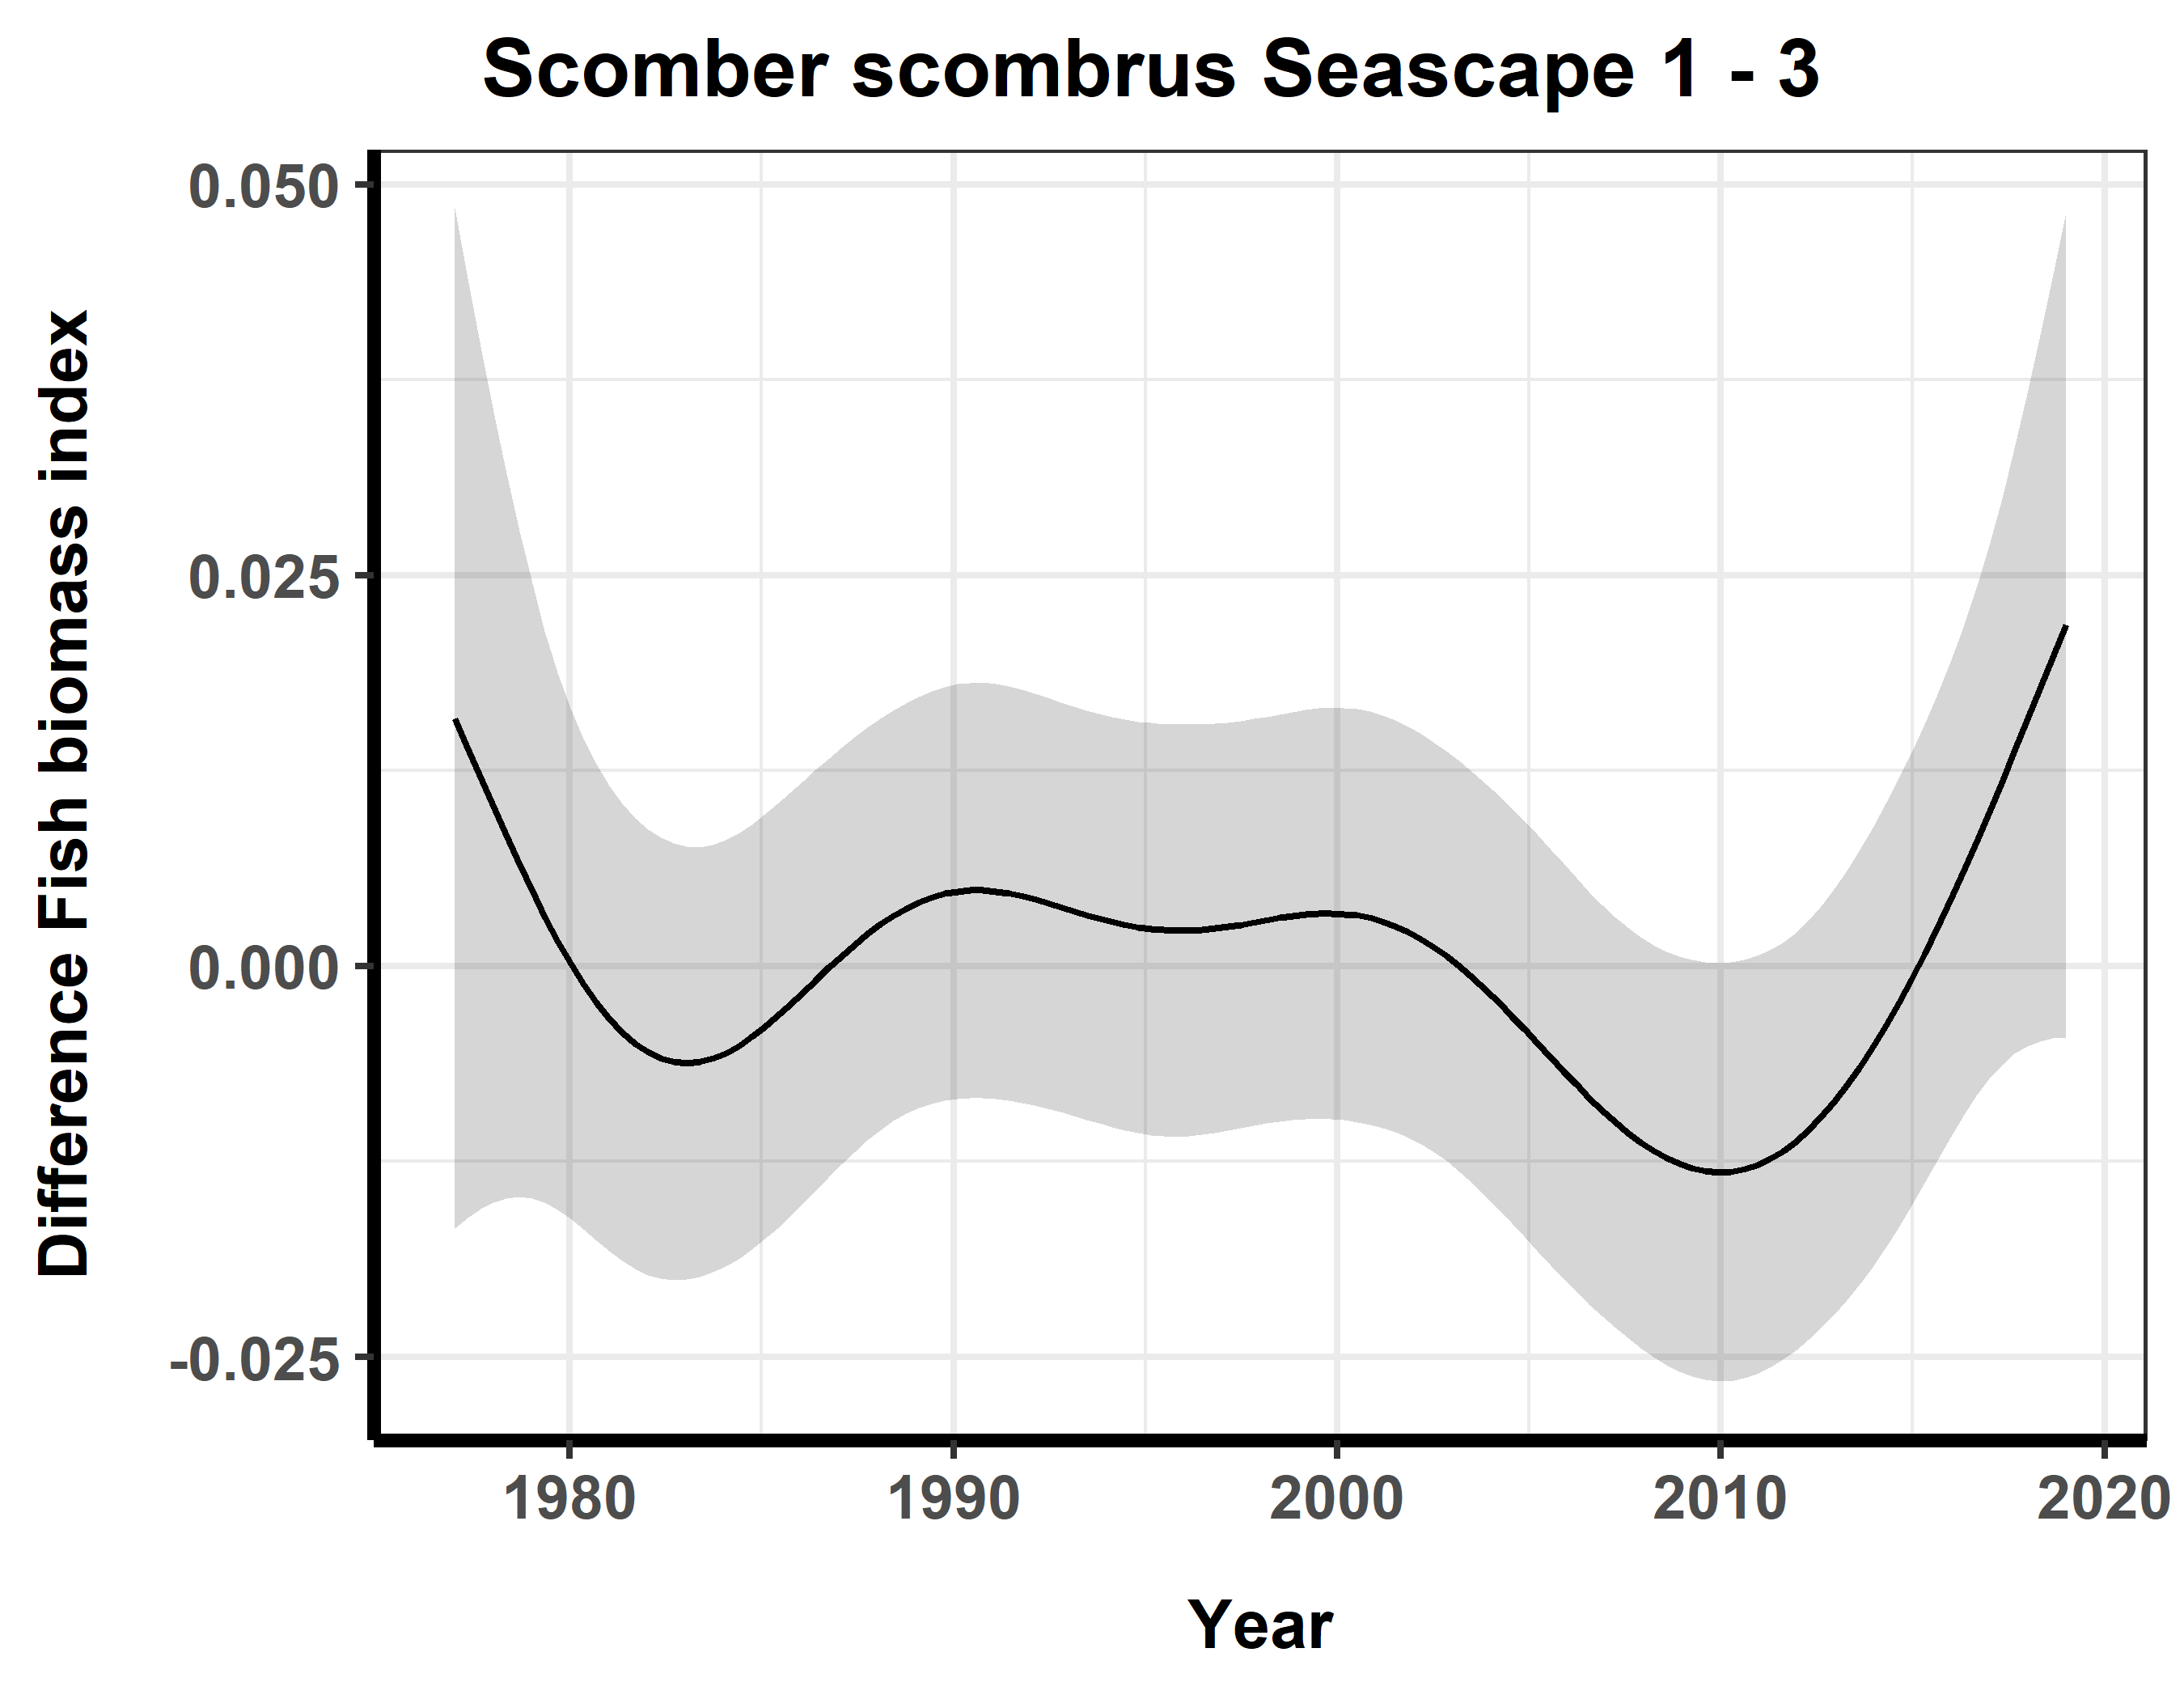 Scomber scombrus Seascape 1 - 3
Difference Fish biomass index
0.050
0.025
0.000
-0.025
1980 1990 2000 2010 2020
Year